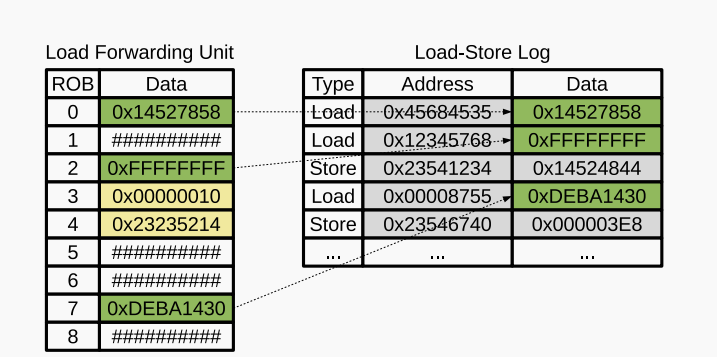 Load Forwarding Unit
ROB Data
0 0x14527858
1 ##########
2 0xFFFFFFFF
3 0x00000010
4 0x23235214
5 ##########
6 ##########
7 0xDEBA1430
8 ##########
Load-Store Log
Type Address Data
Load 0x45684535 0x14527858
Load 0x12345768 0xFFFFFFFF
Store 0x23541234 0x14524844
Load 0x00008755 0xDEBA1430
Store 0x23546740 0x000003E8
... ... ...